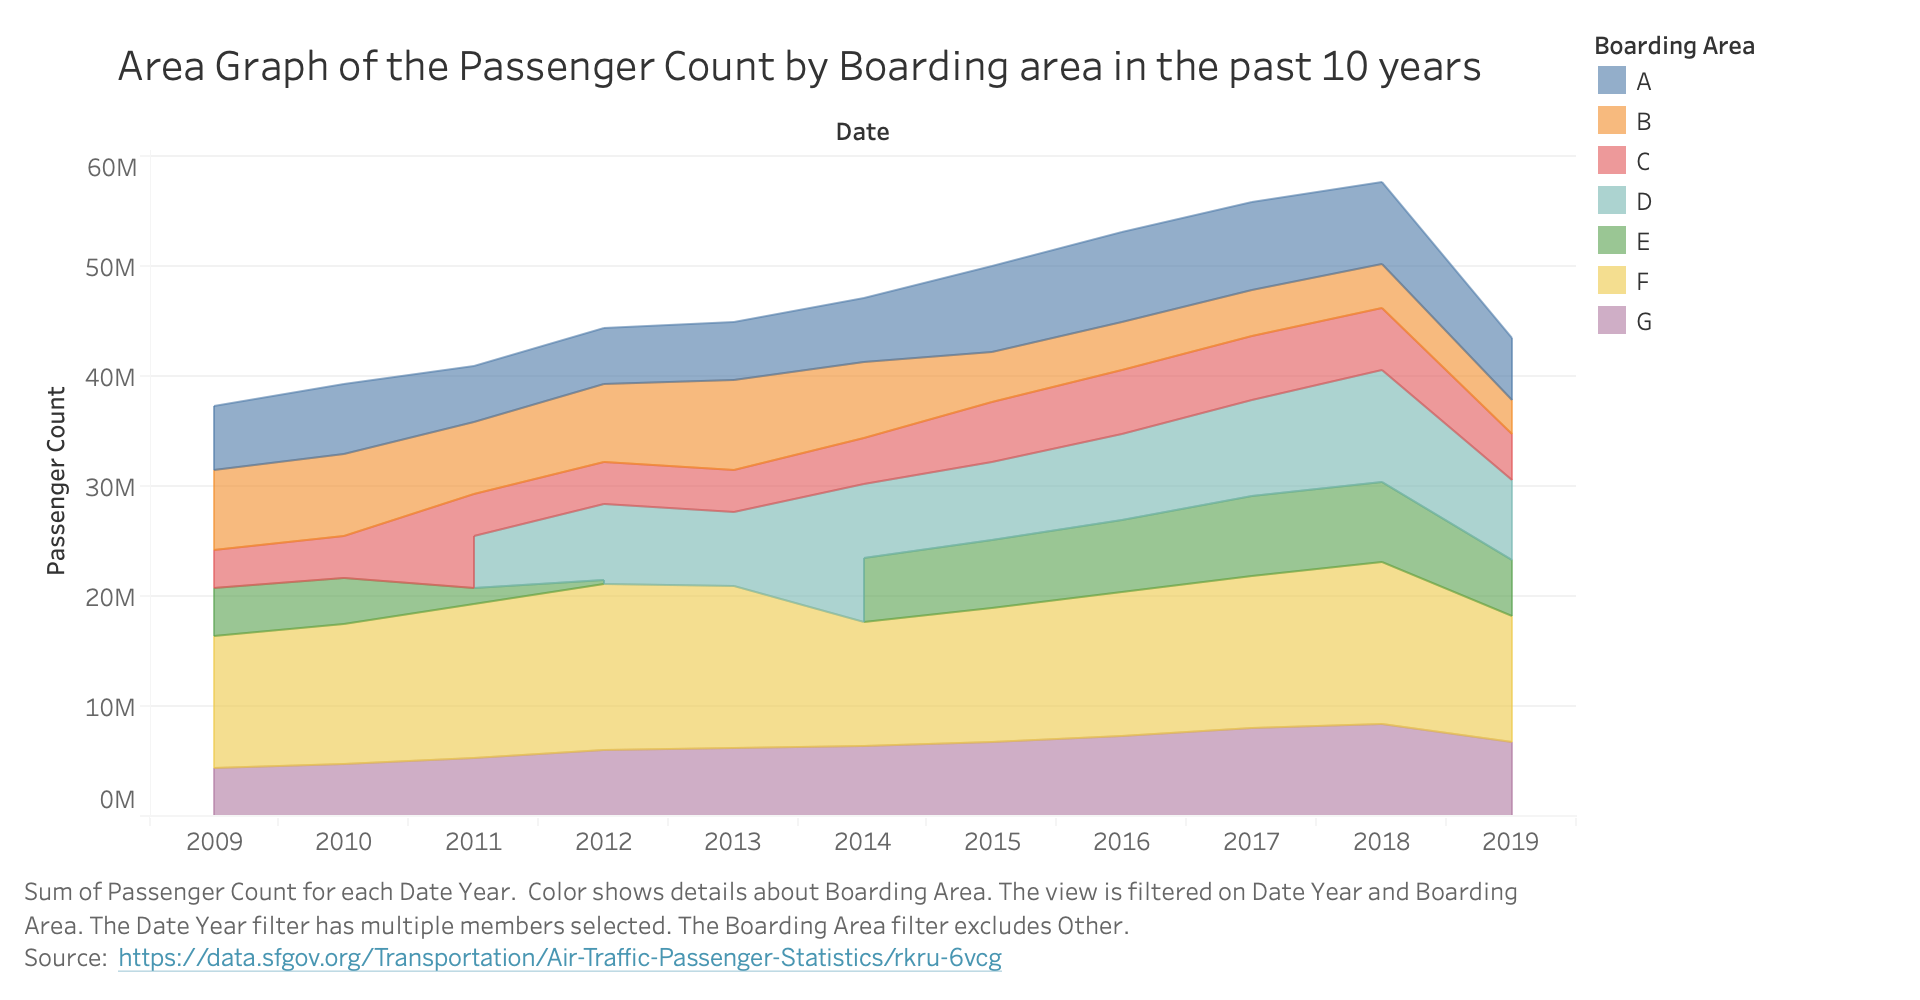 Area Graph of the Passenger Count by Boarding area in the past 10 years
Date
Passenger Count
60M
50M
40M
30M
20M
10M
0M
2009 2010 2011 2012 2013 2014 2015 2016 2017 2018 2019
Boarding Area
A
B
C
D
E
F
G
Sum of Passenger Count for each Date Year.  Color shows details about Boarding Area. The view is filtered on Date Year and Boarding
Area. The Date Year filter has multiple members selected. The Boarding Area filter excludes Other.
Source:  https://data.sfgov.org/Transportation/Air-Traffic-Passenger-Statistics/rkru-6vcg